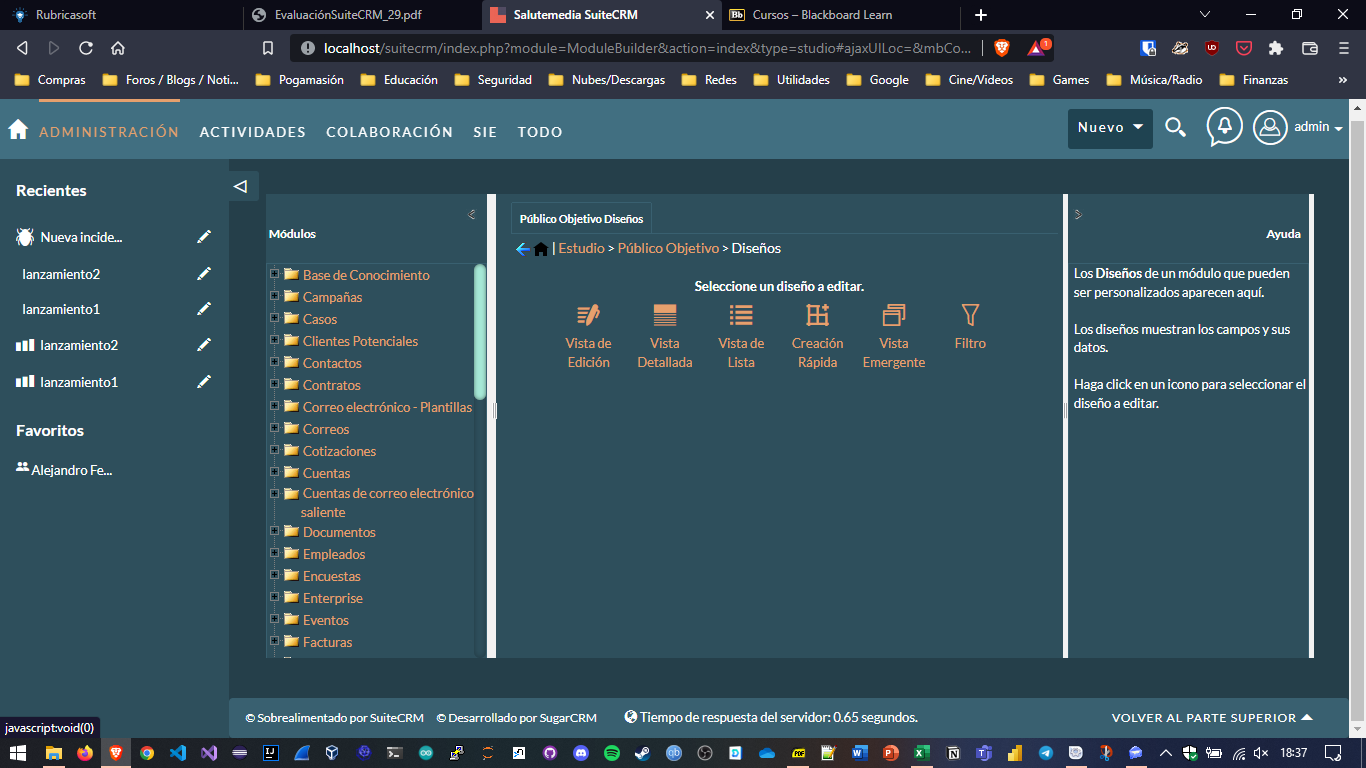 Rubricasoft
EvaluaciónSuiteCRM_29.pdf
Salutemedia SuiteCRM
Bb
Cursos – Blackboard Learn
localhost/suitecrm/index.php?module=ModuleBuilder&action=index&type=studio#ajaxUILoc=&mbCo...
1
Compras
Foros / Blogs / Noti...
Pogamasión
Educación
Seguridad
Nubes/Descargas
Redes
Utilidades
Google
Cine/Videos
Games
Música/Radio
Finanzas
»
ADMINISTRACIÓN
ACTIVIDADES
COLABORACIÓN
SIE
TODO
Nuevo
admin
Recientes
Nueva incide...
lanzamiento2
lanzamiento1
lanzamiento2
lanzamiento1
Favoritos
Alejandro Fe...
Módulos
Base de Conocimiento
Campañas
Casos
Clientes Potenciales
Contactos
Contratos
Correo electrónico - Plantillas
Correos
Cotizaciones
Cuentas
Cuentas de correo electrónico
saliente
Documentos
Empleados
Encuestas
Enterprise
Eventos
Facturas
Público Objetivo Diseños
| Estudio > Público Objetivo > Diseños
Seleccione un diseño a editar.
Vista de
Edición
Vista
Detallada
Vista de
Lista
Creación
Rápida
Vista
Emergente
Filtro
Ayuda
Los Diseños de un módulo que pueden
ser personalizados aparecen aquí.
Los diseños muestran los campos y sus
datos.
Haga click en un icono para seleccionar el
diseño a editar.
© Sobrealimentado por SuiteCRM
© Desarrollado por SugarCRM
Tiempo de respuesta del servidor: 0.65 segundos.
VOLVER AL PARTE SUPERIOR
javascript:void(0)
18:37